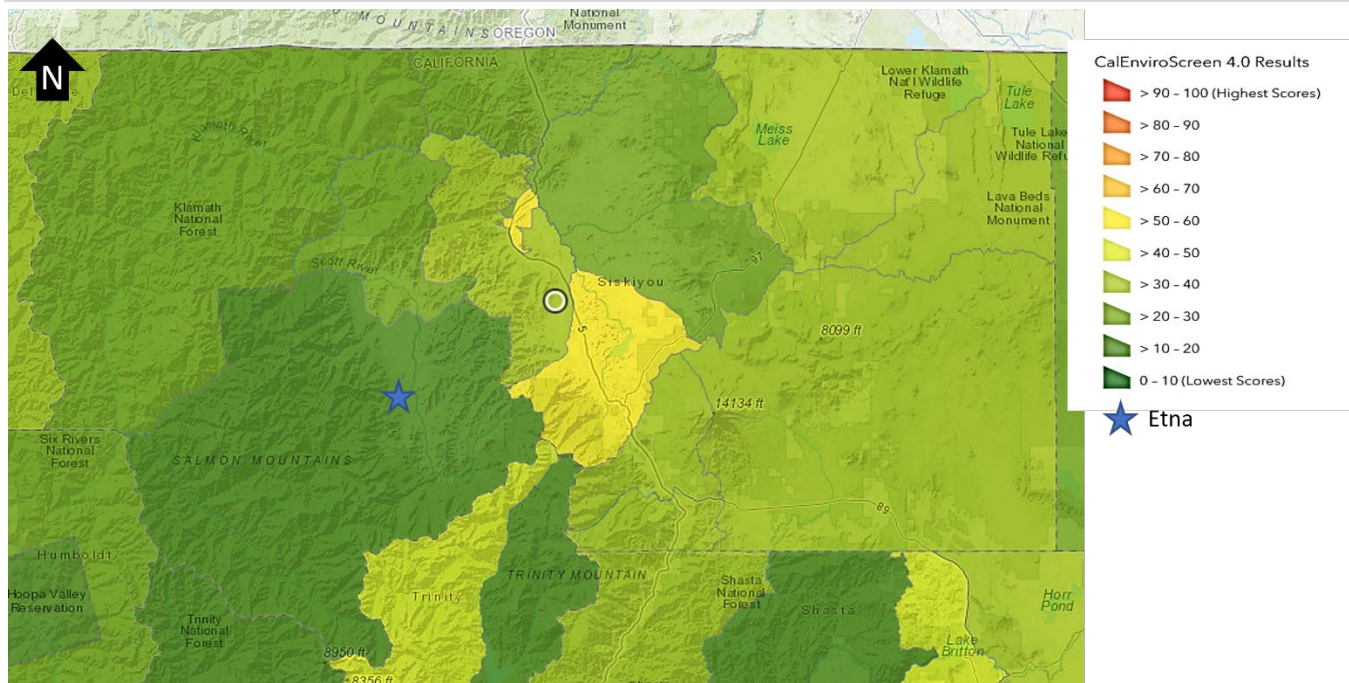 National
Monument
U MOUNTAINS
OREGON
N
CALIFORNIA
Klamath River
Lower Klamath
Nat'l Wildlife
Refuge
Tule
Lake
Meiss
Lake
Tule Lake
National
Wildlife Refu
Klamath
National
Forest
Lava Beds
National
Monument
Scott River
97
Siskiyou
5
8099 ft
14134 ft
Six Rivers
National
Forest
SALMON MOUNTAINS
89
Humboldt
Hoopa Valley
Reservation
TRINITY MOUNTAIN
Trinity
Shasta
National
Forest
Shasta
Horr
Pond
Trinity
National
Forest
Lake
Britton
8950 ft
8356 ft
CalEnviroScreen 4.0 Results
> 90 - 100 (Highest Scores)
> 80 - 90
> 70 - 80
> 60 - 70
> 50 - 60
> 40 - 50
> 30 - 40
> 20 - 30
> 10 - 20
0 - 10 (Lowest Scores)
Etna